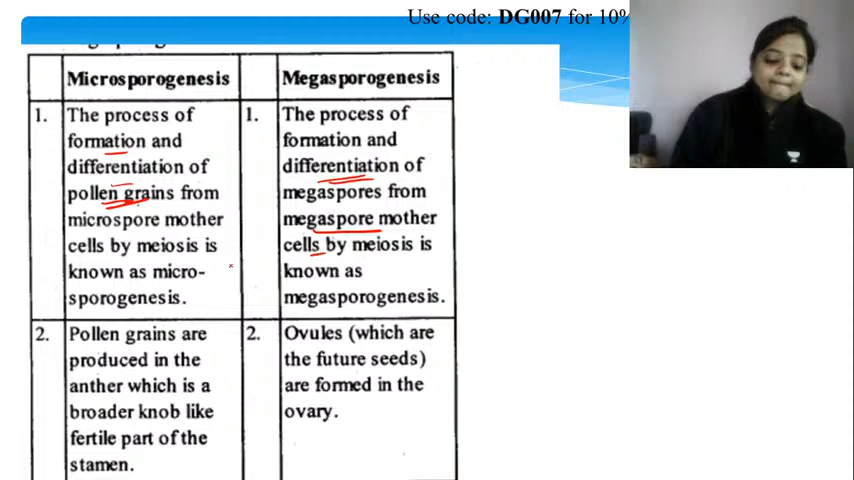 Use code: DG007 for 10%
Microsporogenesis
Megasporogenesis
1. The process of
formation and
differentiation of
pollen grains from
microspore mother
cells by meiosis is
known as micro-
sporogenesis.
1. The process of
formation and
differentiation of
megaspores from
megaspore mother
cells by meiosis is
known as
megasporogenesis.
2. Pollen grains are
produced in the
anther which is a
broader knob like
fertile part of the
stamen.
2. Ovules (which are
the future seeds)
are formed in the
ovary.